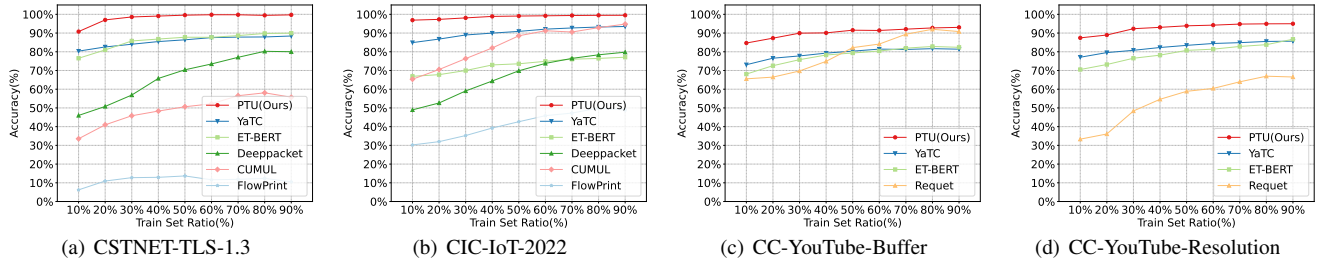 Accuracy(%)
100%
90%
80%
70%
60%
50%
40%
30%
20%
10%
0%
PTU(Ours)
YaTC
ET-BERT
Deeppacket
CUMUL
FlowPrint
10% 20% 30% 40% 50% 60% 70% 80% 90%
Train Set Ratio(%)
(a) CSTNET-TLS-1.3
Accuracy(%)
100%
90%
80%
70%
60%
50%
40%
30%
20%
10%
0%
PTU(Ours)
YaTC
ET-BERT
Deeppacket
CUMUL
FlowPrint
10% 20% 30% 40% 50% 60% 70% 80% 90%
Train Set Ratio(%)
(b) CIC-IoT-2022
Accuracy(%)
100%
90%
80%
70%
60%
50%
40%
30%
20%
10%
0%
PTU(Ours)
YaTC
ET-BERT
Requet
10% 20% 30% 40% 50% 60% 70% 80% 90%
Train Set Ratio(%)
(c) CC-YouTube-Buffer
Accuracy(%)
100%
90%
80%
70%
60%
50%
40%
30%
20%
10%
0%
PTU(Ours)
YaTC
ET-BERT
Requet
10% 20% 30% 40% 50% 60% 70% 80% 90%
Train Set Ratio(%)
(d) CC-YouTube-Resolution